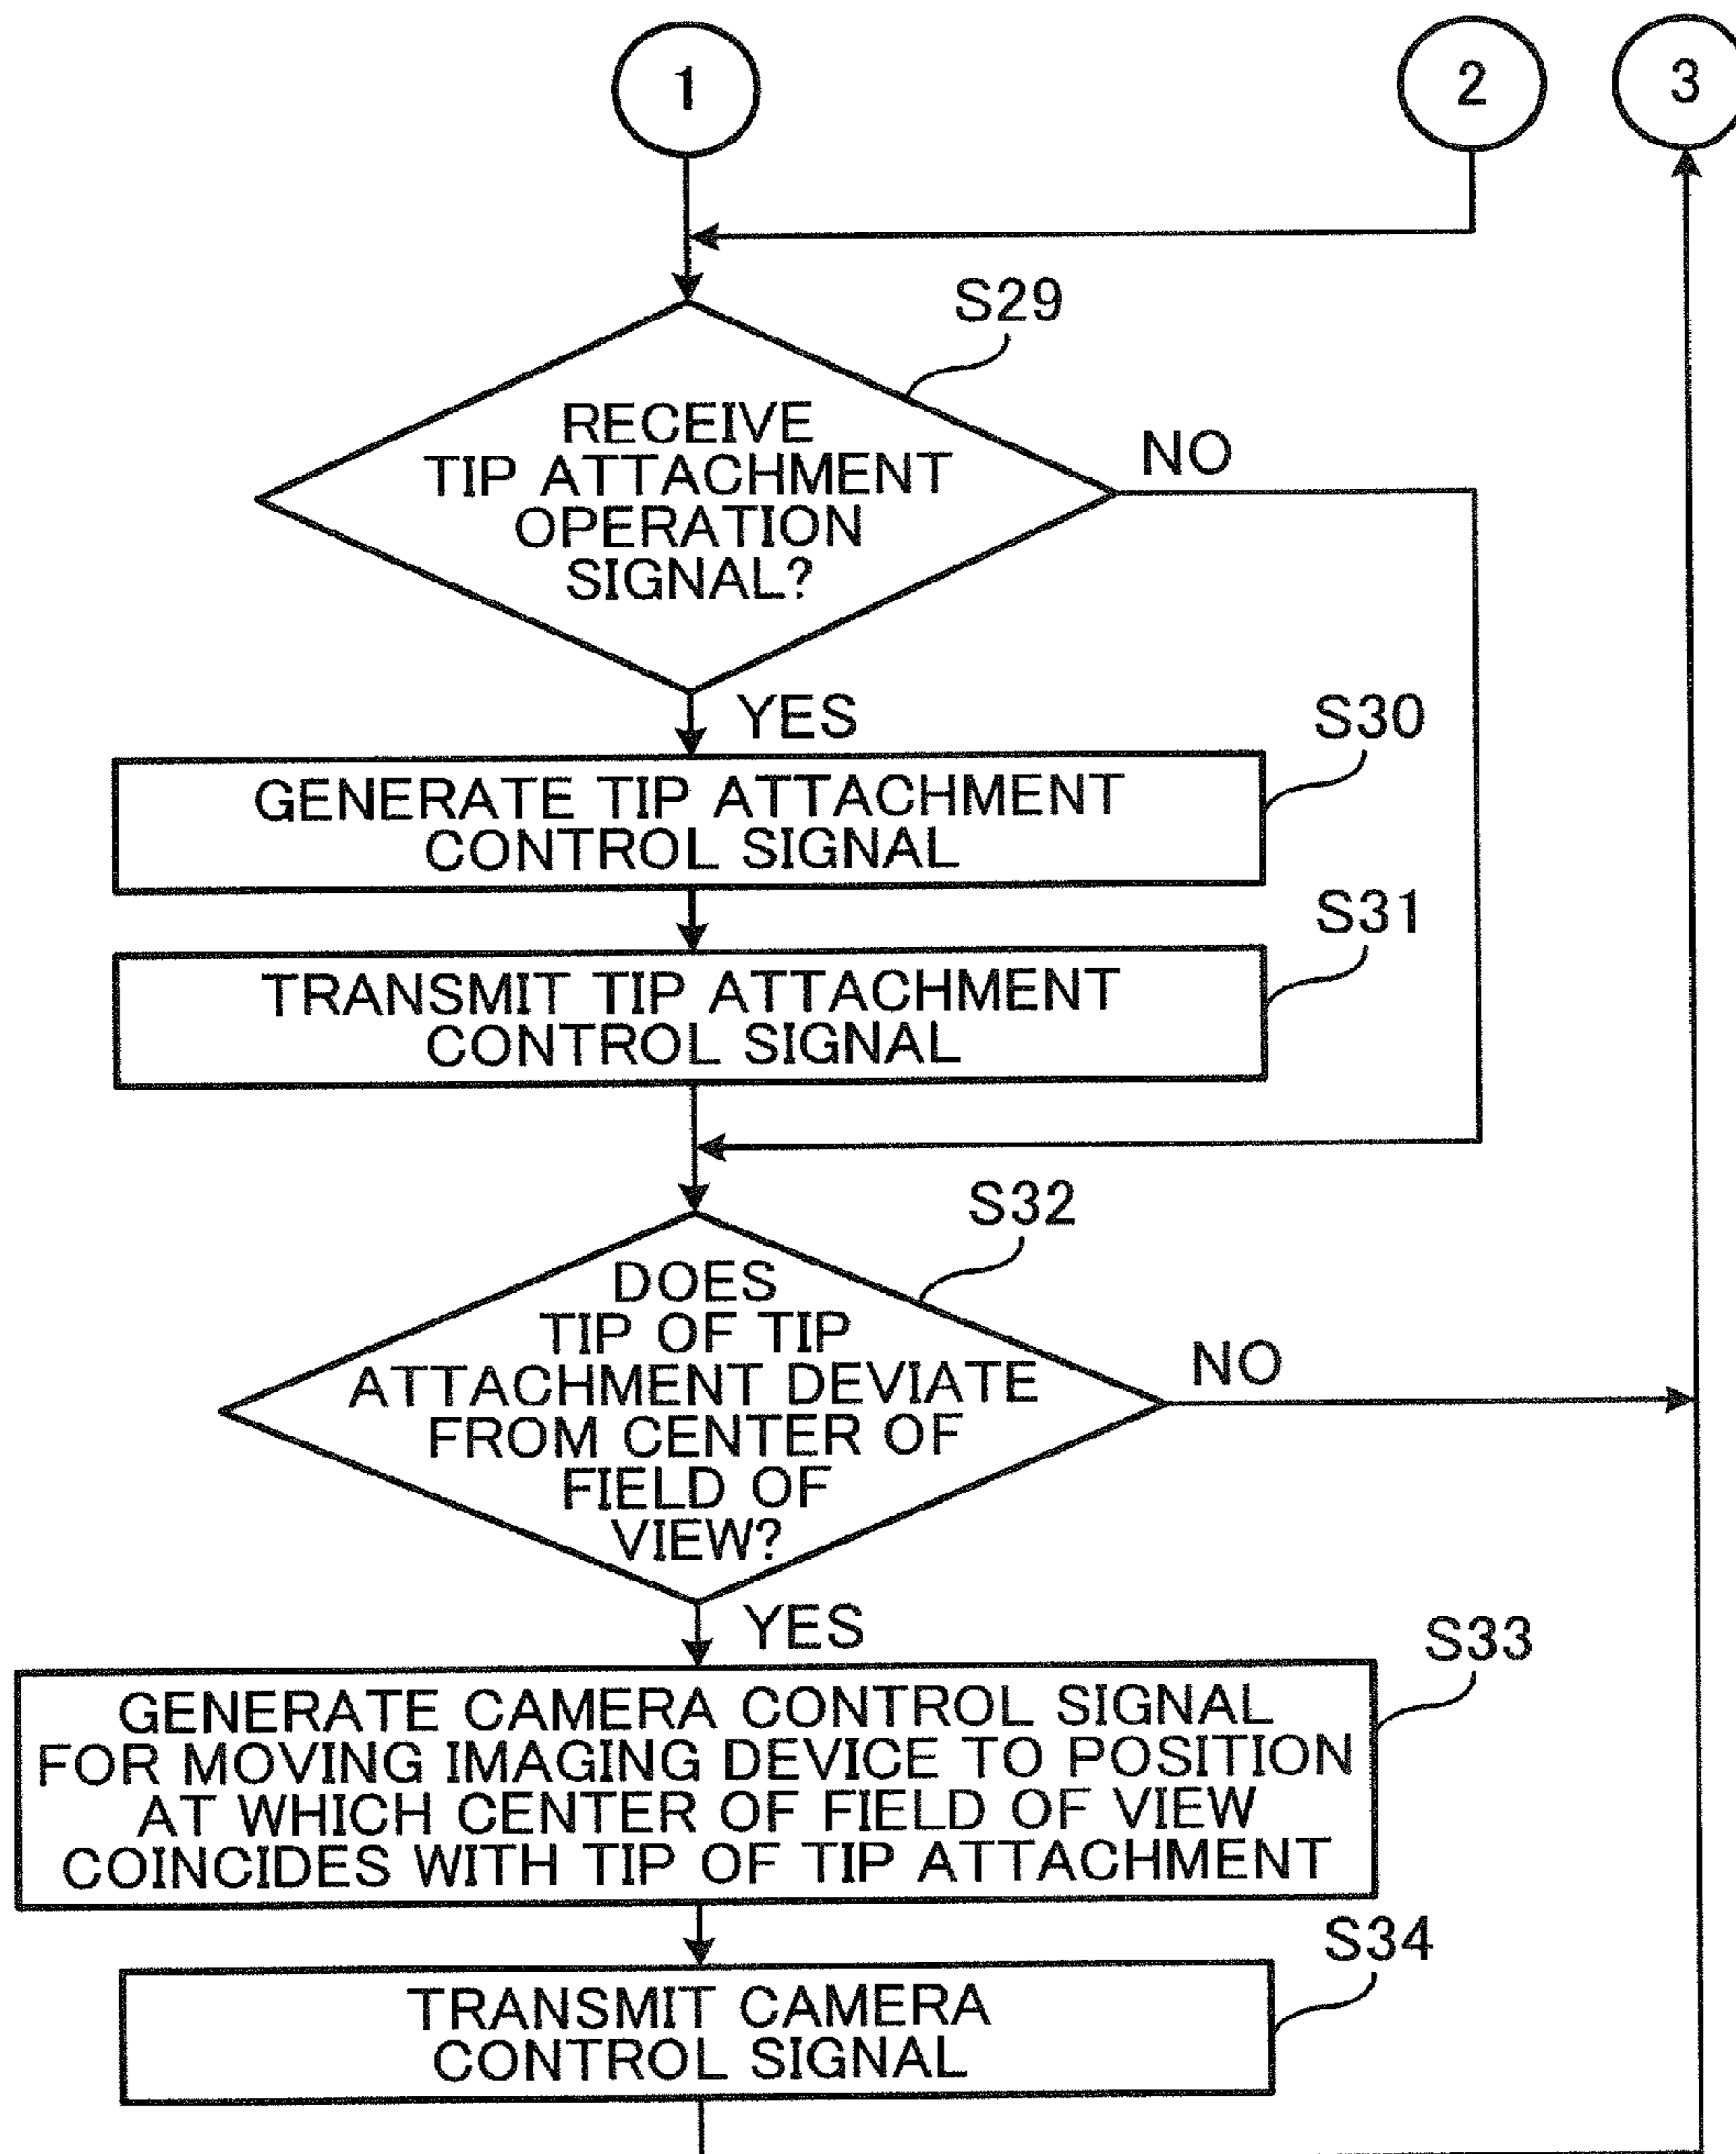 1
2
3
S29
RECEIVE
TIP ATTACHMENT
OPERATION
SIGNAL?
NO
YES
S30
GENERATE TIP ATTACHMENT
CONTROL SIGNAL
S31
TRANSMIT TIP ATTACHMENT
CONTROL SIGNAL
S32
DOES
TIP OF TIP
ATTACHMENT DEVIATE
FROM CENTER OF
FIELD OF
VIEW?
NO
YES
S33
GENERATE CAMERA CONTROL SIGNAL
FOR MOVING IMAGING DEVICE TO POSITION
AT WHICH CENTER OF FIELD OF VIEW
COINCIDES WITH TIP OF TIP ATTACHMENT
S34
TRANSMIT CAMERA
CONTROL SIGNAL